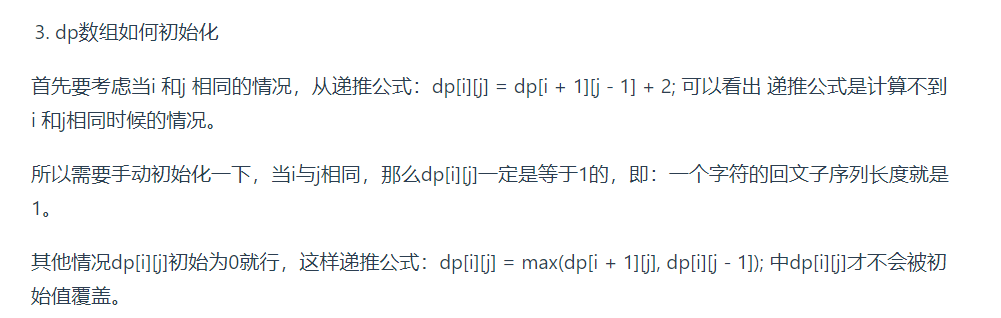 3. dp数组如何初始化
首先要考虑当i 和j 相同的情况，从递推公式：dp[i][j] = dp[i + 1][j - 1] + 2; 可以看出 递推公式是计算不到
i 和j相同时候的情况。
所以需要手动初始化一下，当i与j相同，那么dp[i][j]一定是等于1的，即：一个字符的回文子序列长度就是
1。
其他情况dp[i][j]初始为0就行，这样递推公式：dp[i][j] = max(dp[i + 1][j], dp[i][j - 1]); 中dp[i][j]才不会被初
始值覆盖。